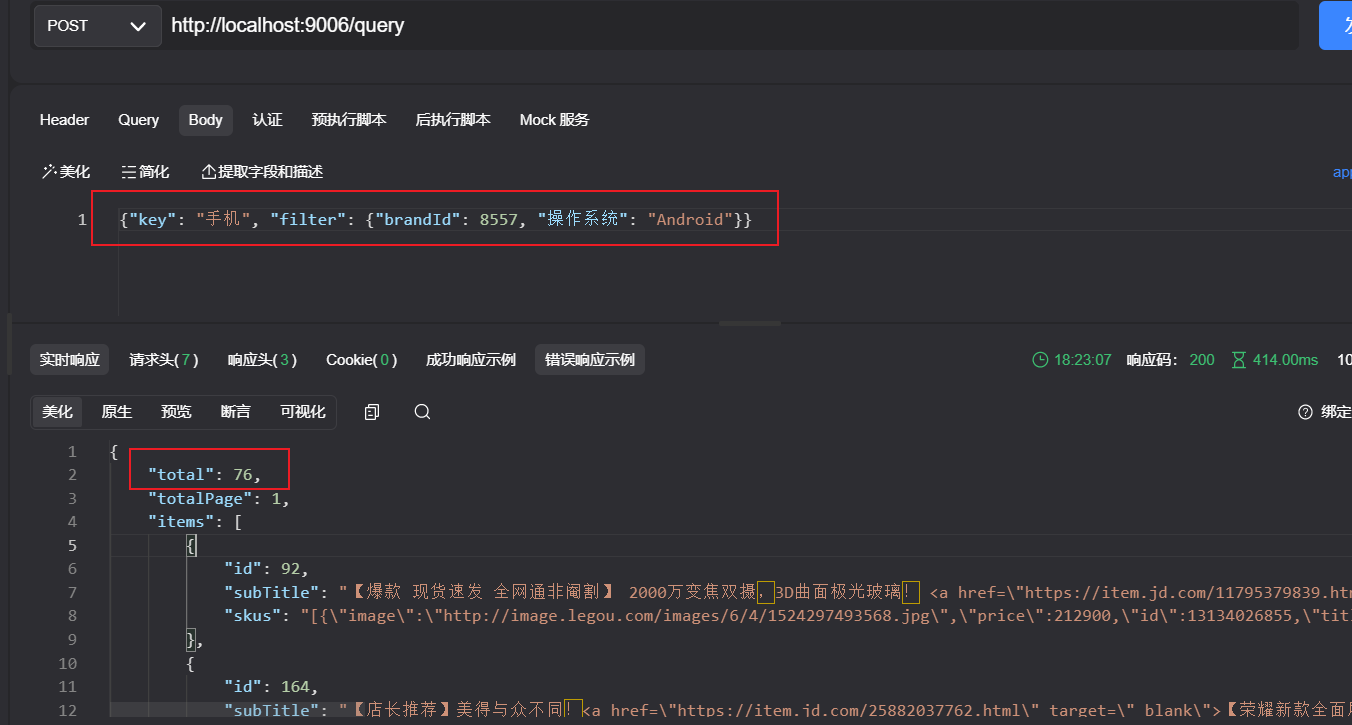 POST http://localhost:9006/query
Header Query Body 认证 预执行脚本 后执行脚本 Mock 服务
美化 简化 提取字段和描述
1 {"key": "手机", "filter": {"brandId": 8557, "操作系统": "Android"}}
实时响应 请求头(7) 响应头(3) Cookie(0) 成功响应示例 错误响应示例 18:23:07 响应码: 200 414.00ms
美化 原生 预览 断言 可视化 绑定
1 {
2 "total": 76,
3 "totalPage": 1,
4 "items": [
5 {
6 "id": 92,
7 "subTitle": "【爆款 现货速发 全网通非阉割】 2000万变焦双摄，3D曲面极光玻璃！ <a href=\"https://item.jd.com/11795379839.htm
8 "skus": "[{\"image\":\"http://image.legou.com/images/6/4/1524297493568.jpg\",\"price\":212900,\"id\":13134026855,\"tit
9 },
10 {
11 "id": 164,
12 "subTitle": "【店长推荐】美得与众不同！<a href=\"https://item.jd.com/25882037762.html\" target=\"_blank\">【荣耀新款全面